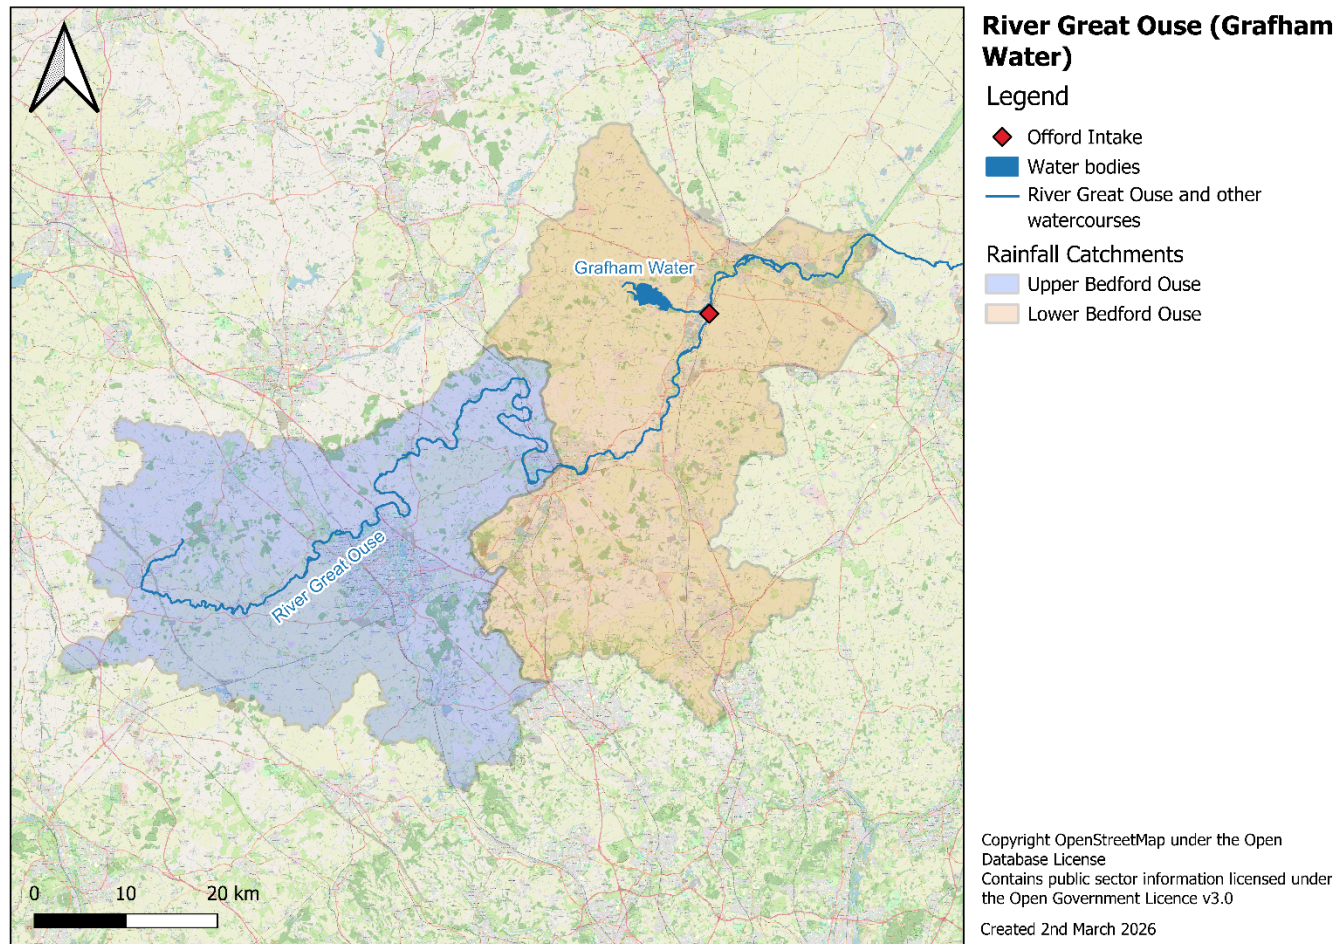 River Great Ouse (Grafham
Water)
Legend
Offord Intake
Water bodies
River Great Ouse and other
watercourses
Rainfall Catchments
Upper Bedford Ouse
Lower Bedford Ouse
Grafham Water
River Great Ouse
0 10 20 km
Copyright OpenStreetMap under the Open
Database License
Contains public sector information licensed under
the Open Government Licence v3.0
Created 2nd March 2026